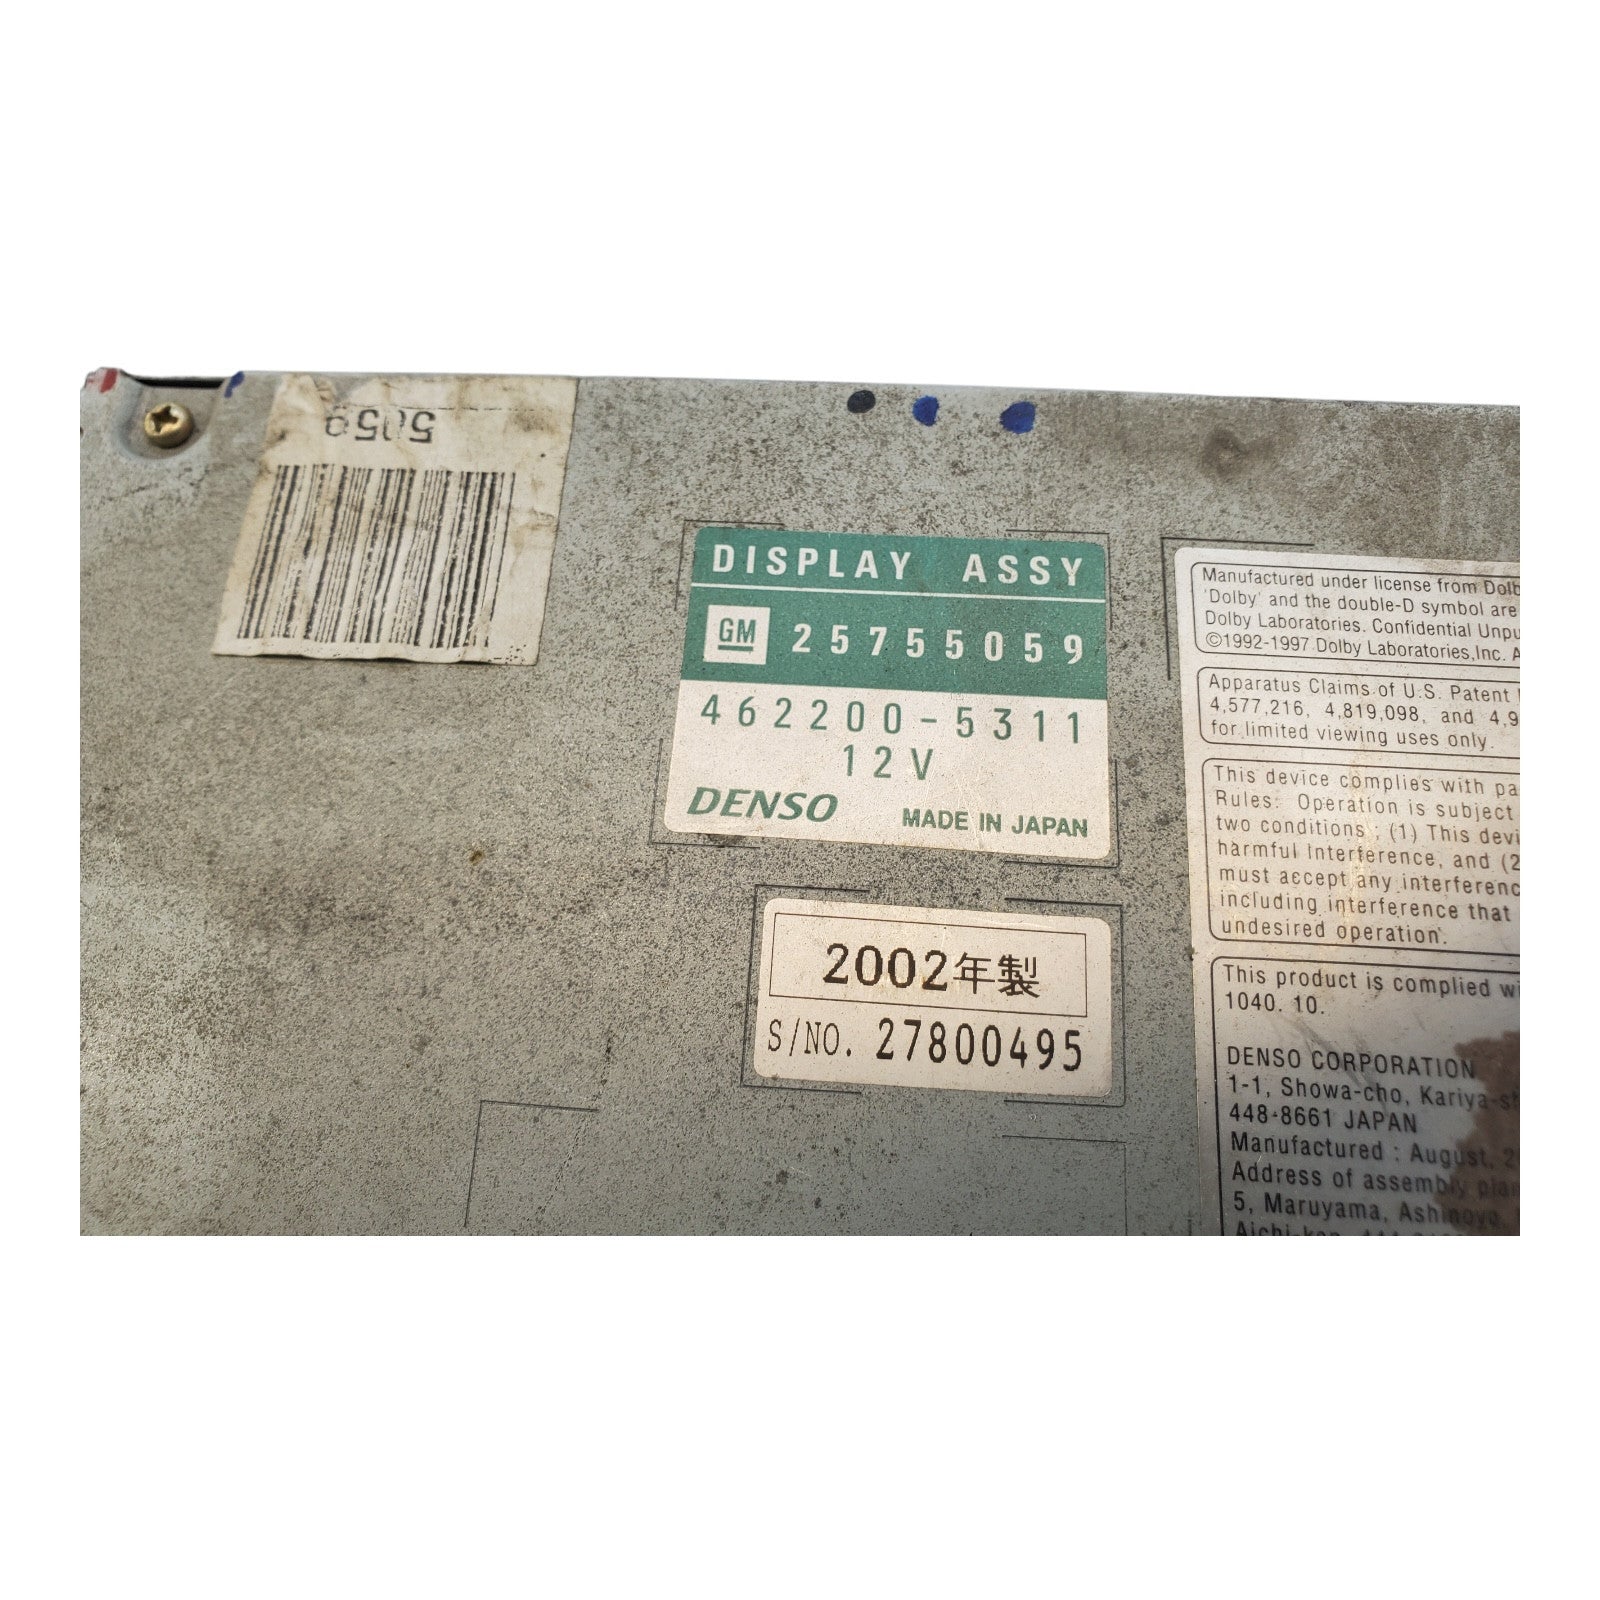 5059
DISPLAY ASSY
GM 25755059
462200-5311
12V
DENSO MADE IN JAPAN
2002年製
S/NO. 27800495
Manufactured under license from
'Dolby' and the double-D symbol are
Dolby Laboratories. Confidential
©1992-1997 Dolby Laboratories,Inc.
Apparatus Claims of U.S. Patent
4,577,216, 4,819,098, and
for limited viewing uses only.
This device complies with
Rules: Operation is subject
two conditions ; (1) This
harmful Interference, and
must accept any
including interference that
undesired operation.
This product is complied
1040. 10.
DENSO CORPORATION
1-1, Showa-cho,
448-8661 JAPAN
Manufactured : August,
Address of assembly
5, Maruyama,